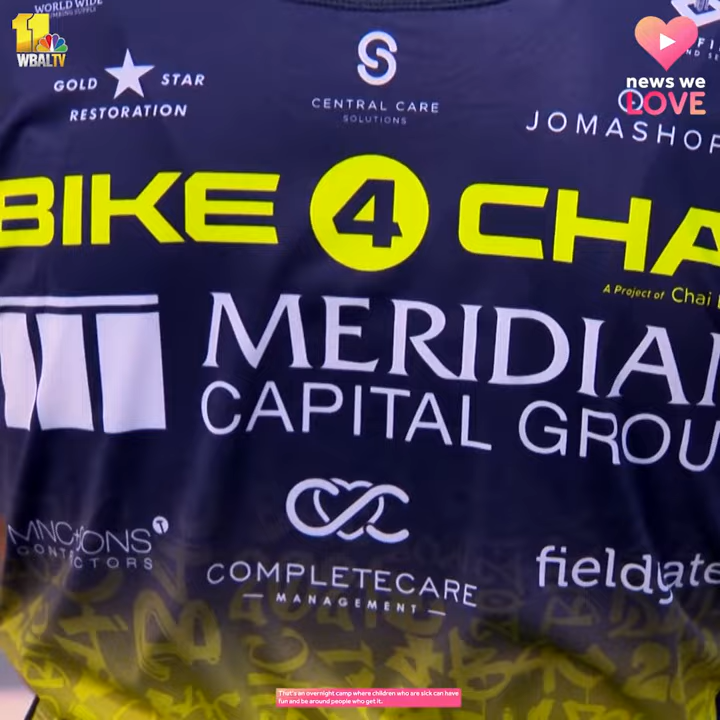 WORLD WIDE
11
WBALTV
news we
LOVE
GOLD STAR
RESTORATION
CENTRAL CARE
SOLUTIONS
JOMASHOP
BIKE 4 CHA
A Project of Chai
MERIDIAN
CAPITAL GROU
CONTRACTORS
COMPLETECARE
MANAGEMENT
fieldgate
That's an overnight camp where children who are sick can have
fun and be around people who get it.